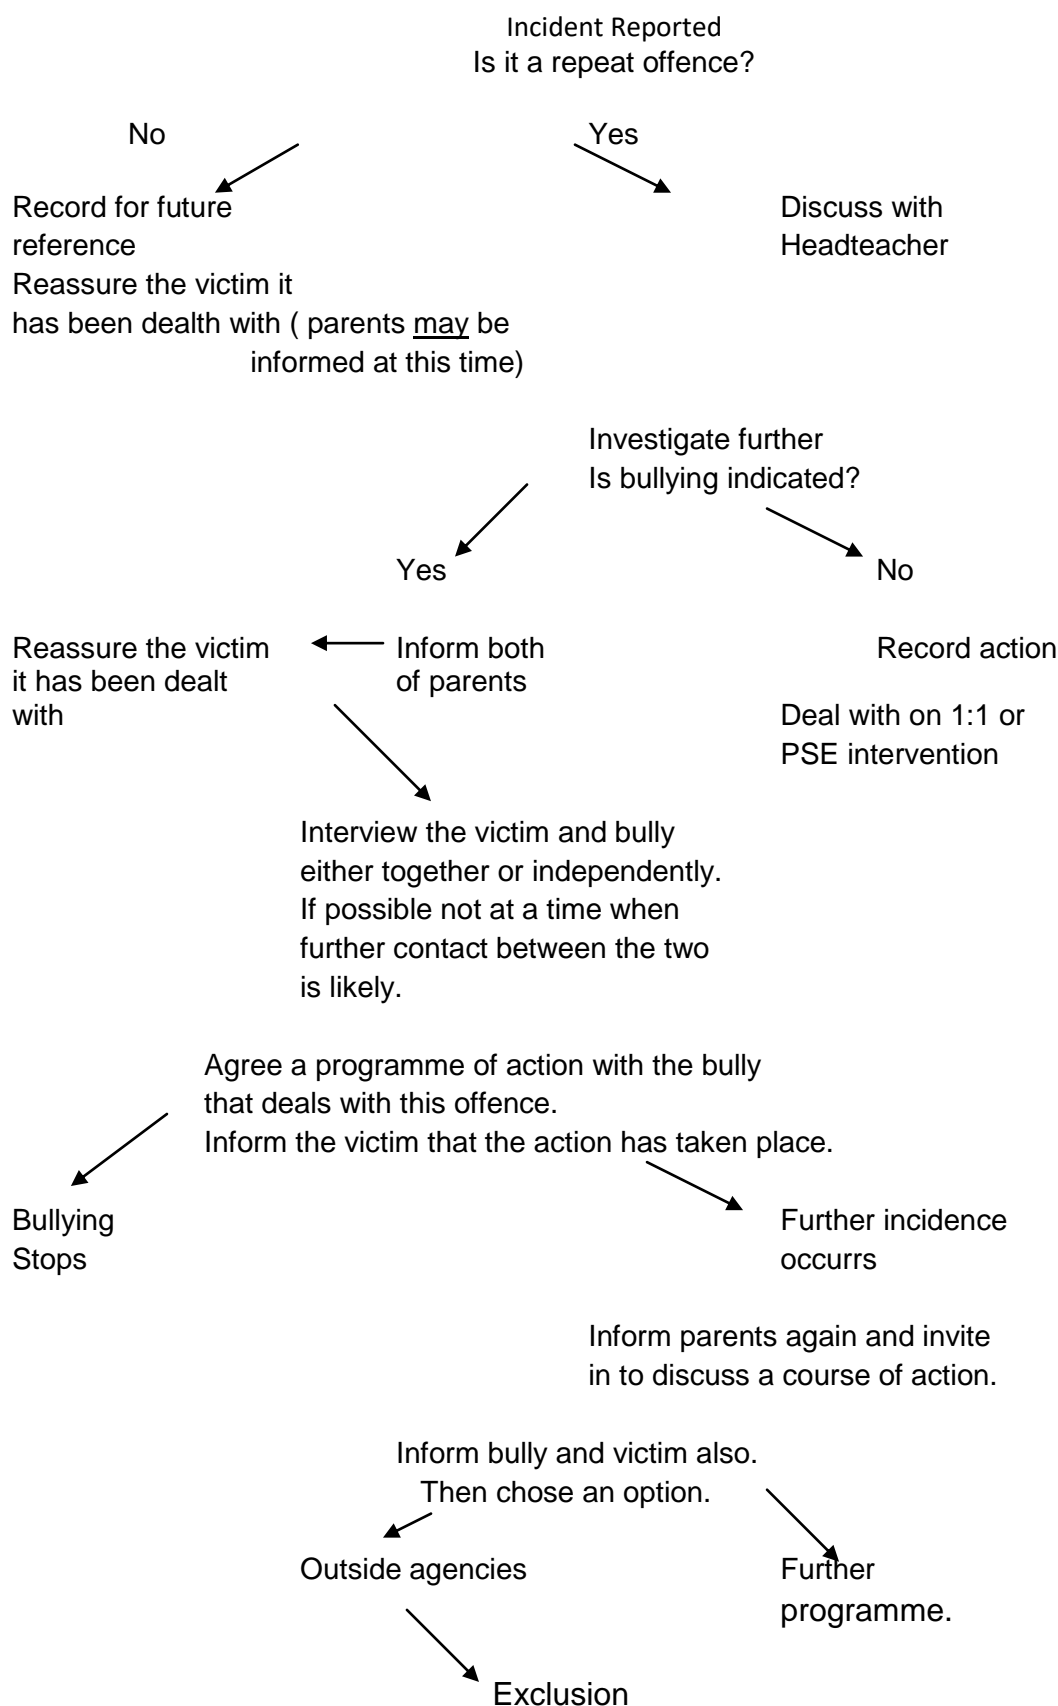 Incident Reported
Is it a repeat offence?
No
Yes
Record for future
reference
Reassure the victim it
has been dealth with ( parents may be
informed at this time)
Discuss with
Headteacher
Investigate further
Is bullying indicated?
Yes
No
Reassure the victim
it has been dealt
with
Inform both
of parents
Record action
Deal with on 1:1 or
PSE intervention
Interview the victim and bully
either together or independently.
If possible not at a time when
further contact between the two
is likely.
Agree a programme of action with the bully
that deals with this offence.
Inform the victim that the action has taken place.
Bullying
Stops
Further incidence
occurrs
Inform parents again and invite
in to discuss a course of action.
Inform bully and victim also.
Then chose an option.
Outside agencies
Further
programme.
Exclusion